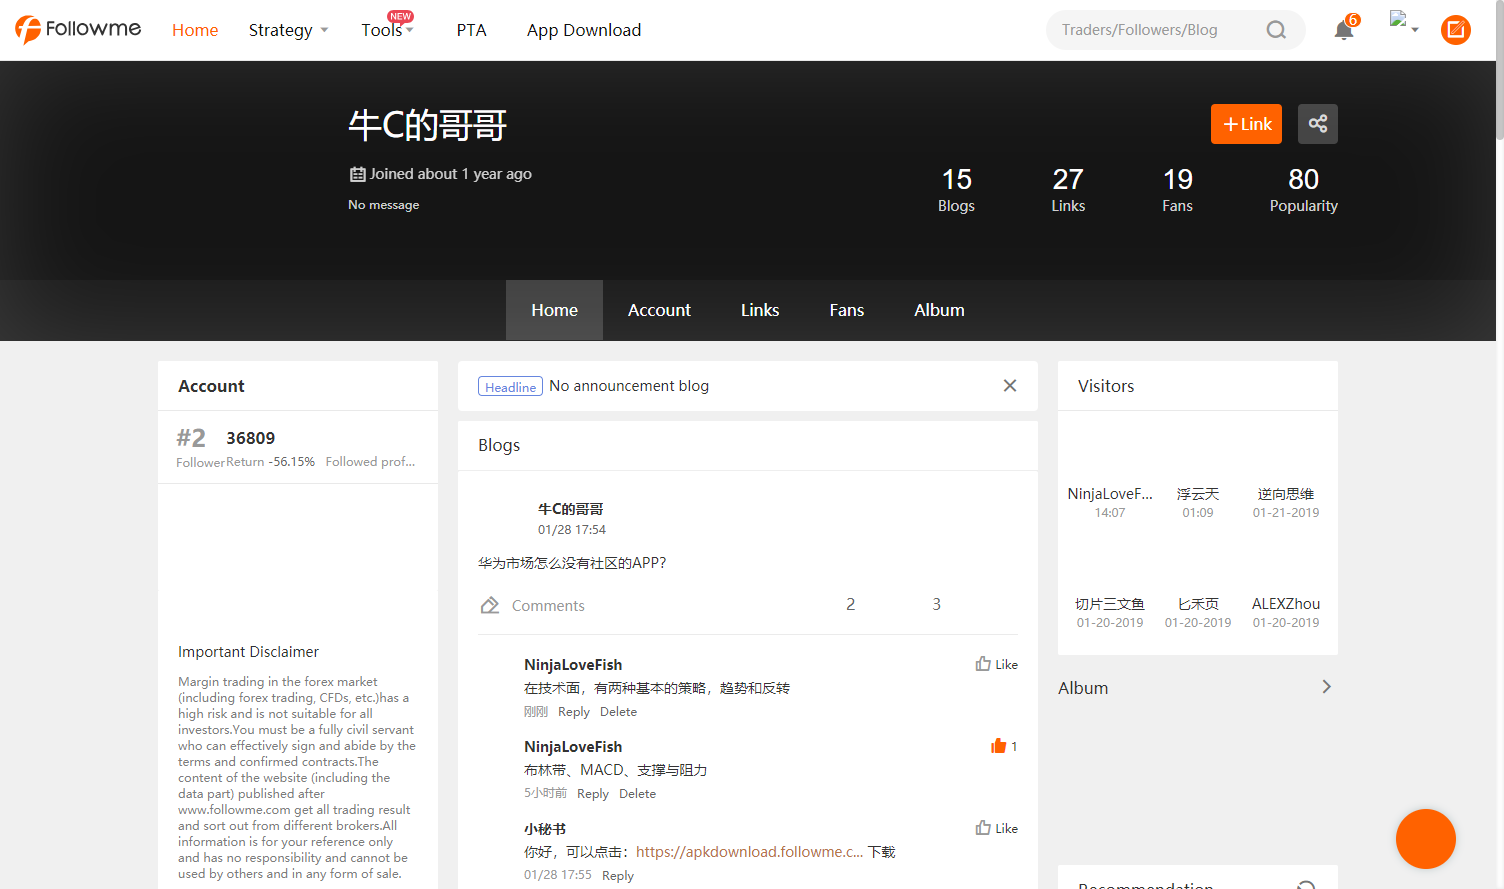 Followme
Home
Strategy
Tools
NEW
PTA
App Download
Traders/Followers/Blog
6
牛C的哥哥
+Link
Joined about 1 year ago
No message
15
Blogs
27
Links
19
Fans
80
Popularity
Home
Account
Links
Fans
Album
Account
#2 36809
Follower Return -56.15% Followed prof...
Important Disclaimer
Margin trading in the forex market
(including forex trading, CFDs, etc.)has a
high risk and is not suitable for all
investors.You must be a fully civil servant
who can effectively sign and abide by the
terms and confirmed contracts.The
content of the website (including the
data part) published after
www.followme.com get all trading result
and sort out from different brokers.All
information is for your reference only
and has no responsibility and cannot be
used by others and in any form of sale.
Headline No announcement blog
Blogs
牛C的哥哥
01/28 17:54
华为市场怎么没有社区的APP?
Comments 2 3
NinjaLoveFish Like
在技术面，有两种基本的策略，趋势和反转
刚刚 Reply Delete
NinjaLoveFish 1
布林带、MACD、支撑与阻力
5小时前 Reply Delete
小秘书 Like
你好，可以点击：https://apkdownload.followme.c... 下载
01/28 17:55 Reply
Visitors
NinjaLoveF... 浮云天 逆向思维
14:07 01:09 01-21-2019
切片三文鱼 匕禾页 ALEXZhou
01-20-2019 01-20-2019 01-20-2019
Album
Recommendation